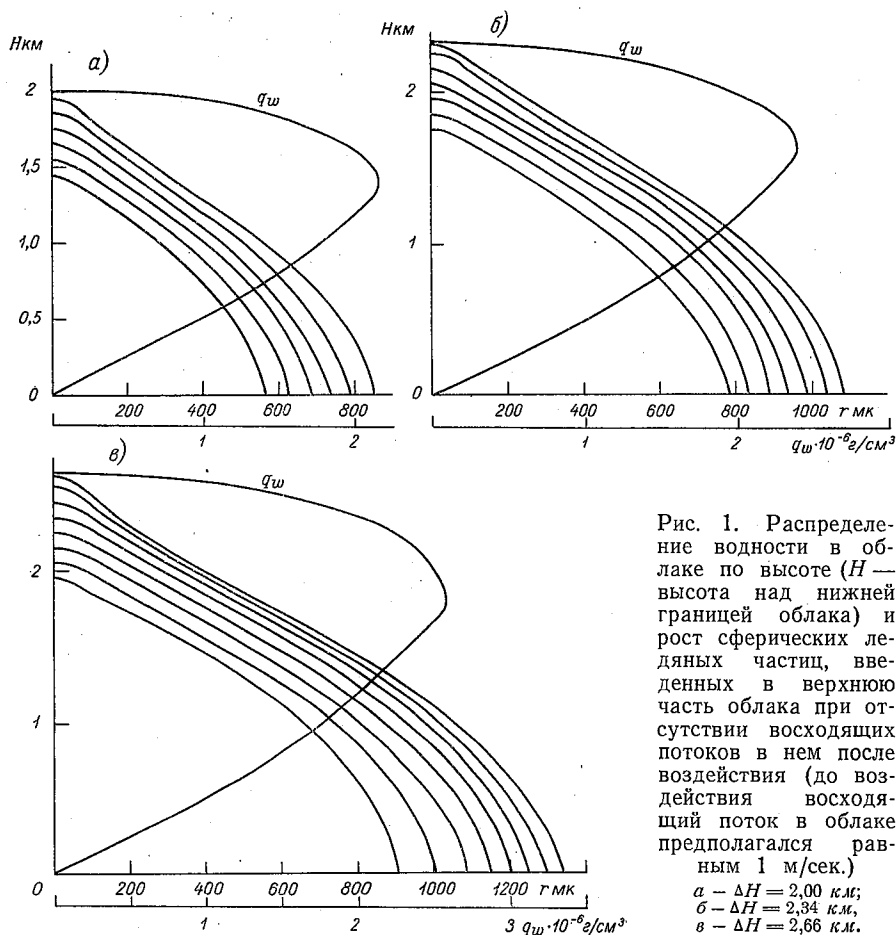 а)
Hкм
q_w
2
1,5
1,0
0,5
0
200 400 600 800
1 2
б)
Hкм
q_w
2
1
0
200 400 600 800 1000 r мк
1 2 q_w·10⁻⁶г/см³
в)
q_w
2
1
0 200 400 600 800 1000 1200 r мк
1 2 3 q_w·10⁻⁶г/см³
Рис. 1. Распределе-
ние водности в об-
лаке по высоте (H —
высота над нижней
границей облака) и
рост сферических ле-
дяных частиц, вве-
денных в верхнюю
часть облака при от-
сутствии восходящих
потоков в нем после
воздействия (до воз-
действия восходя-
щий поток в облаке
предполагался рав-
ным 1 м/сек.)
а — ΔH = 2,00 км;
б — ΔH = 2,34 км,
в — ΔH = 2,66 км.